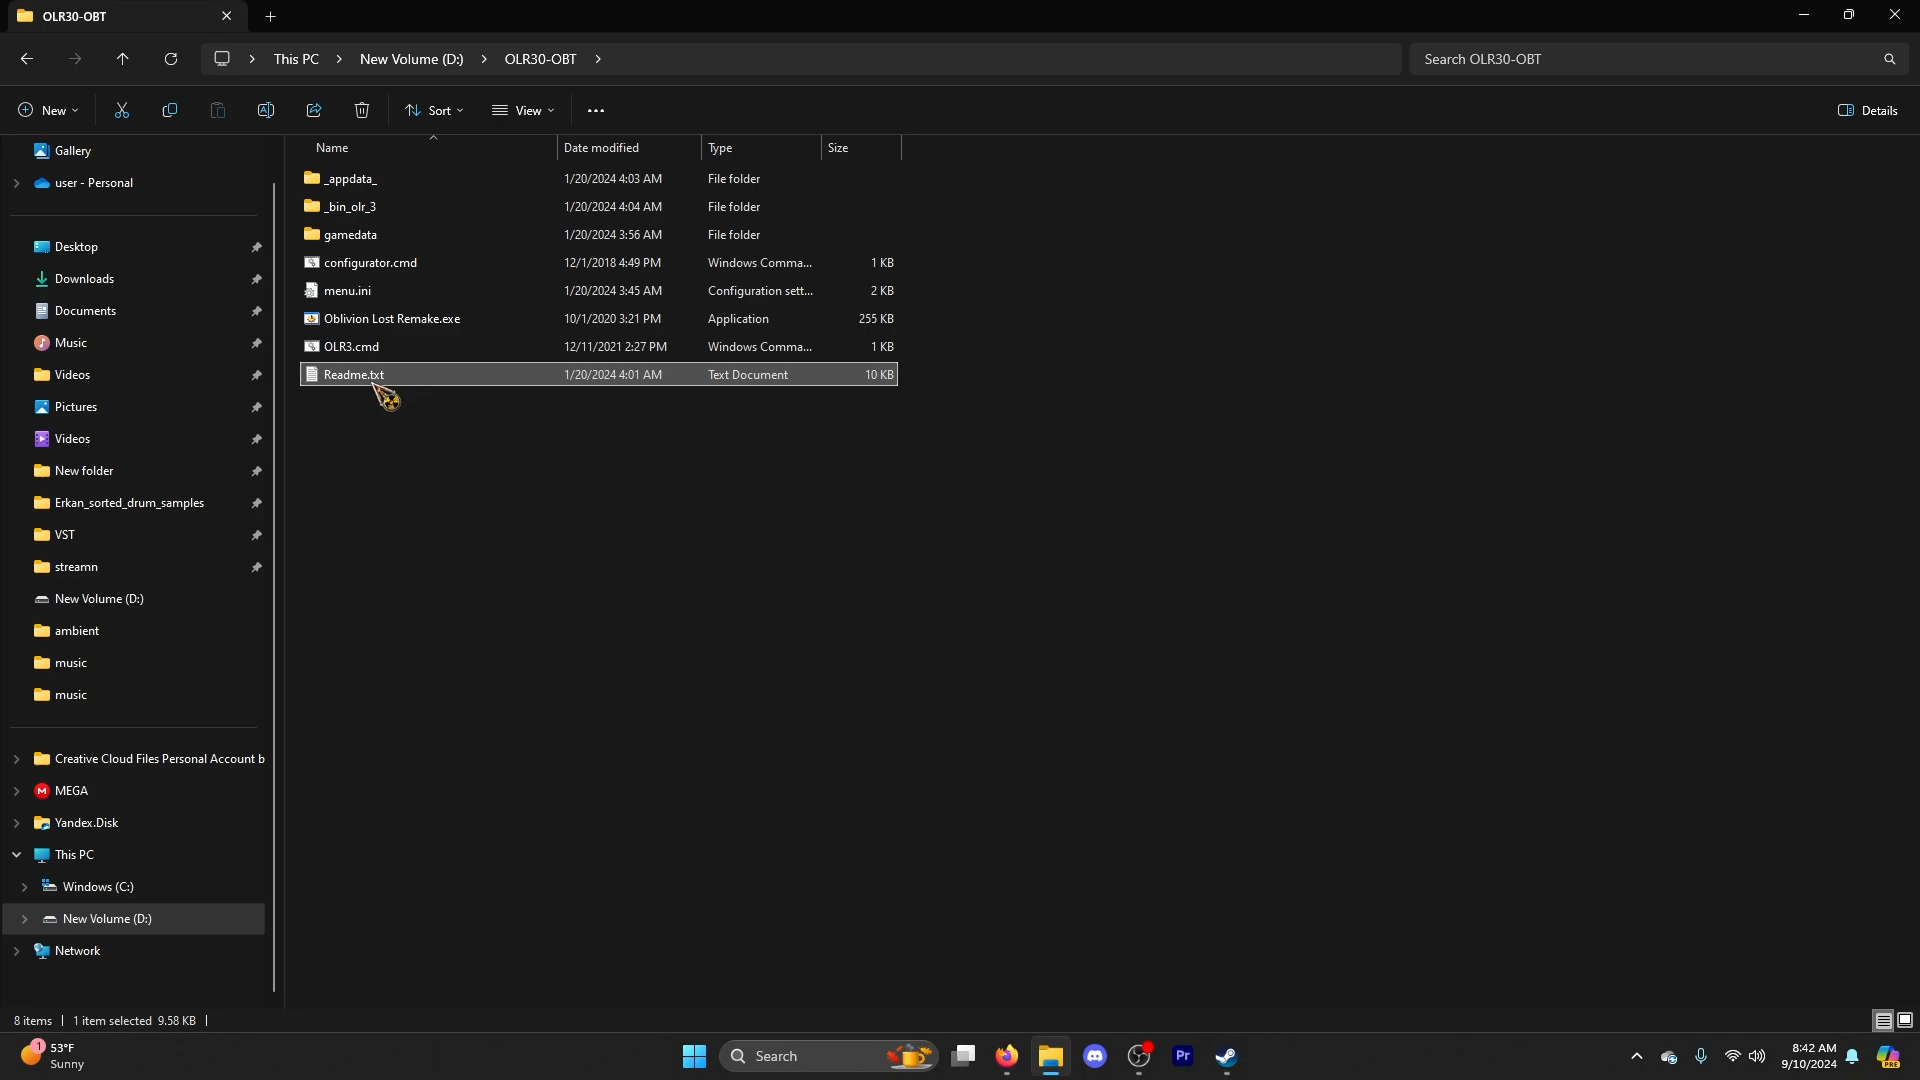 OLR30-OBT
This PC
New Volume (D:)
OLR30-OBT
Search OLR30-OBT
New
Sort
View
Details
Gallery
user - Personal
Desktop
Downloads
Documents
Music
Videos
Pictures
Videos
New folder
Erkan_sorted_drum_samples
VST
streamn
New Volume (D:)
ambient
music
music
Creative Cloud Files Personal Account b
MEGA
Yandex.Disk
This PC
Windows (C:)
New Volume (D:)
Network
Name Date modified Type Size
_appdata_ 1/20/2024 4:03 AM File folder
_bin_olr_3 1/20/2024 4:04 AM File folder
gamedata 1/20/2024 3:56 AM File folder
configurator.cmd 12/1/2018 4:49 PM Windows Comma... 1 KB
menu.ini 1/20/2024 3:45 AM Configuration sett... 2 KB
Oblivion Lost Remake.exe 10/1/2020 3:21 PM Application 255 KB
OLR3.cmd 12/11/2021 2:27 PM Windows Comma... 1 KB
Readme.txt 1/20/2024 4:01 AM Text Document 10 KB
8 items 1 item selected 9.58 KB
1
53°F
Sunny
Search
Pr
8:42 AM
9/10/2024
PRE